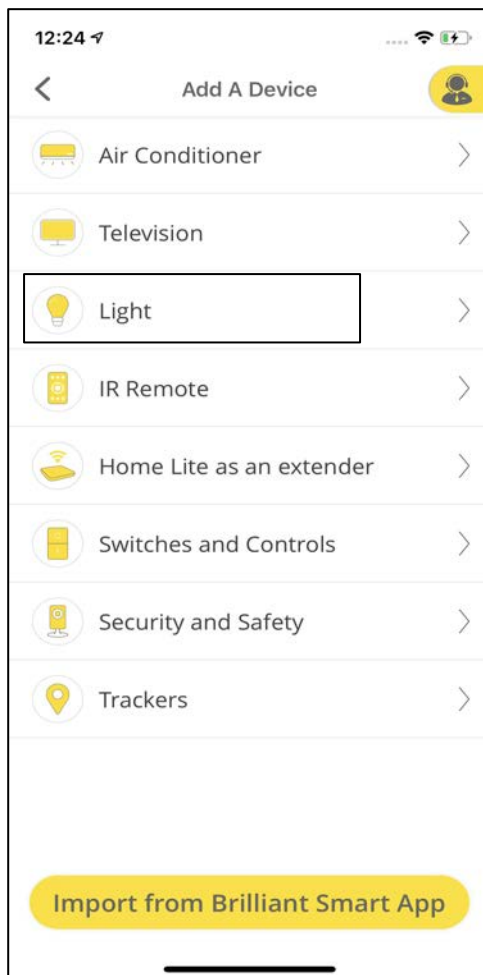 12:24
Add A Device
Air Conditioner
Television
Light
IR Remote
Home Lite as an extender
Switches and Controls
Security and Safety
Trackers
Import from Brilliant Smart App